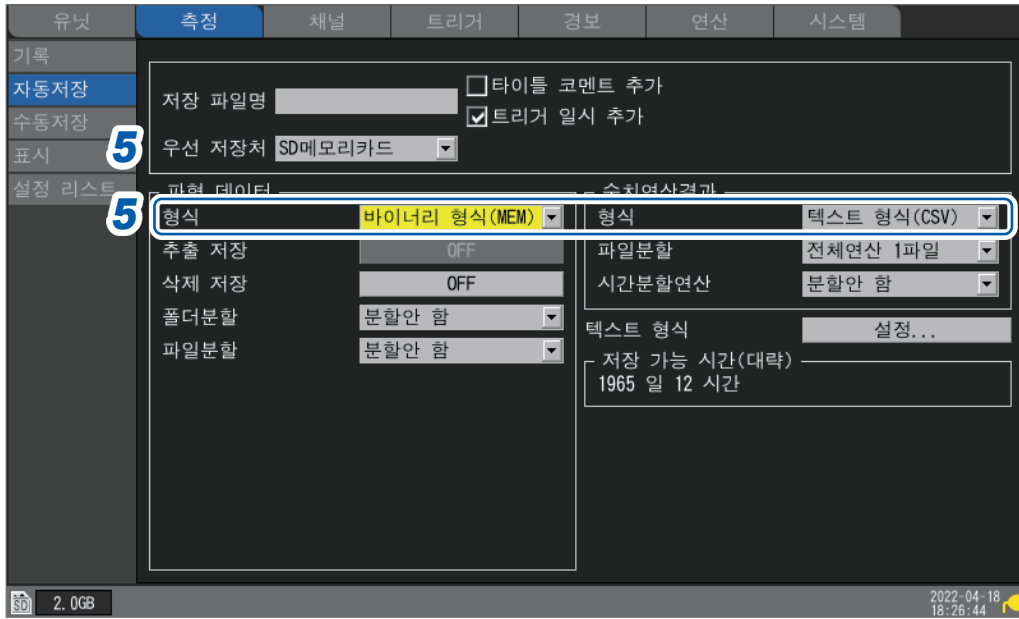 유닛 측정 채널 트리거 경보 연산 시스템
기록
자동저장
수동저장
표시
설정 리스트
저장 파일명
타이틀 코멘트 추가
트리거 일시 추가
5
우선 저장처 SD메모리카드
파형 데이터
5
형식 바이너리 형식(MEM)
추출 저장 OFF
삭제 저장 OFF
폴더분할 분할안 함
파일분할 분할안 함
수치연산결과
형식 텍스트 형식(CSV)
파일분할 전체연산 1파일
시간분할연산 분할안 함
텍스트 형식 설정...
저장 가능 시간(대략)
1965 일 12 시간
SD 2.0GB
2022-04-18
18:26:44